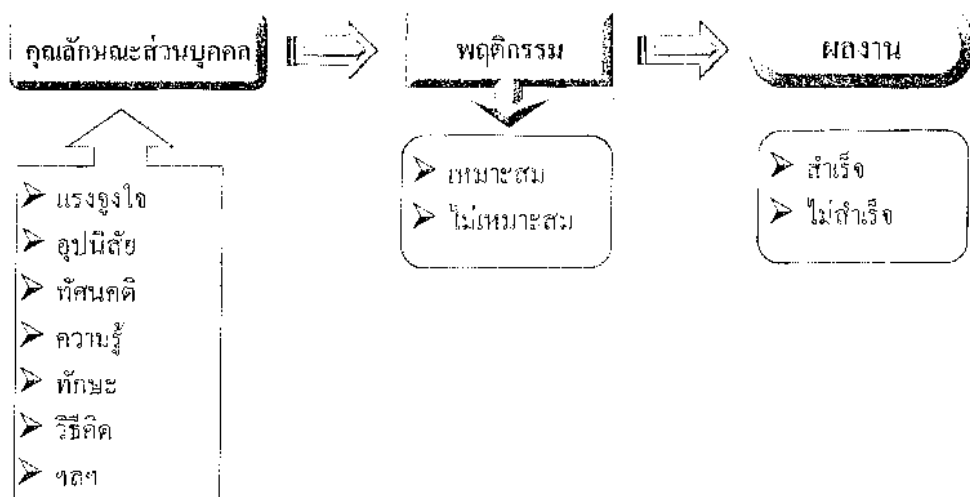 คุณลักษณะส่วนบุคคล
พฤติกรรม
ผลงาน
แรงจูงใจ
อุปนิสัย
ทัศนคติ
ความรู้
ทักษะ
วิธีคิด
ฯลฯ
เหมาะสม
ไม่เหมาะสม
สำเร็จ
ไม่สำเร็จ